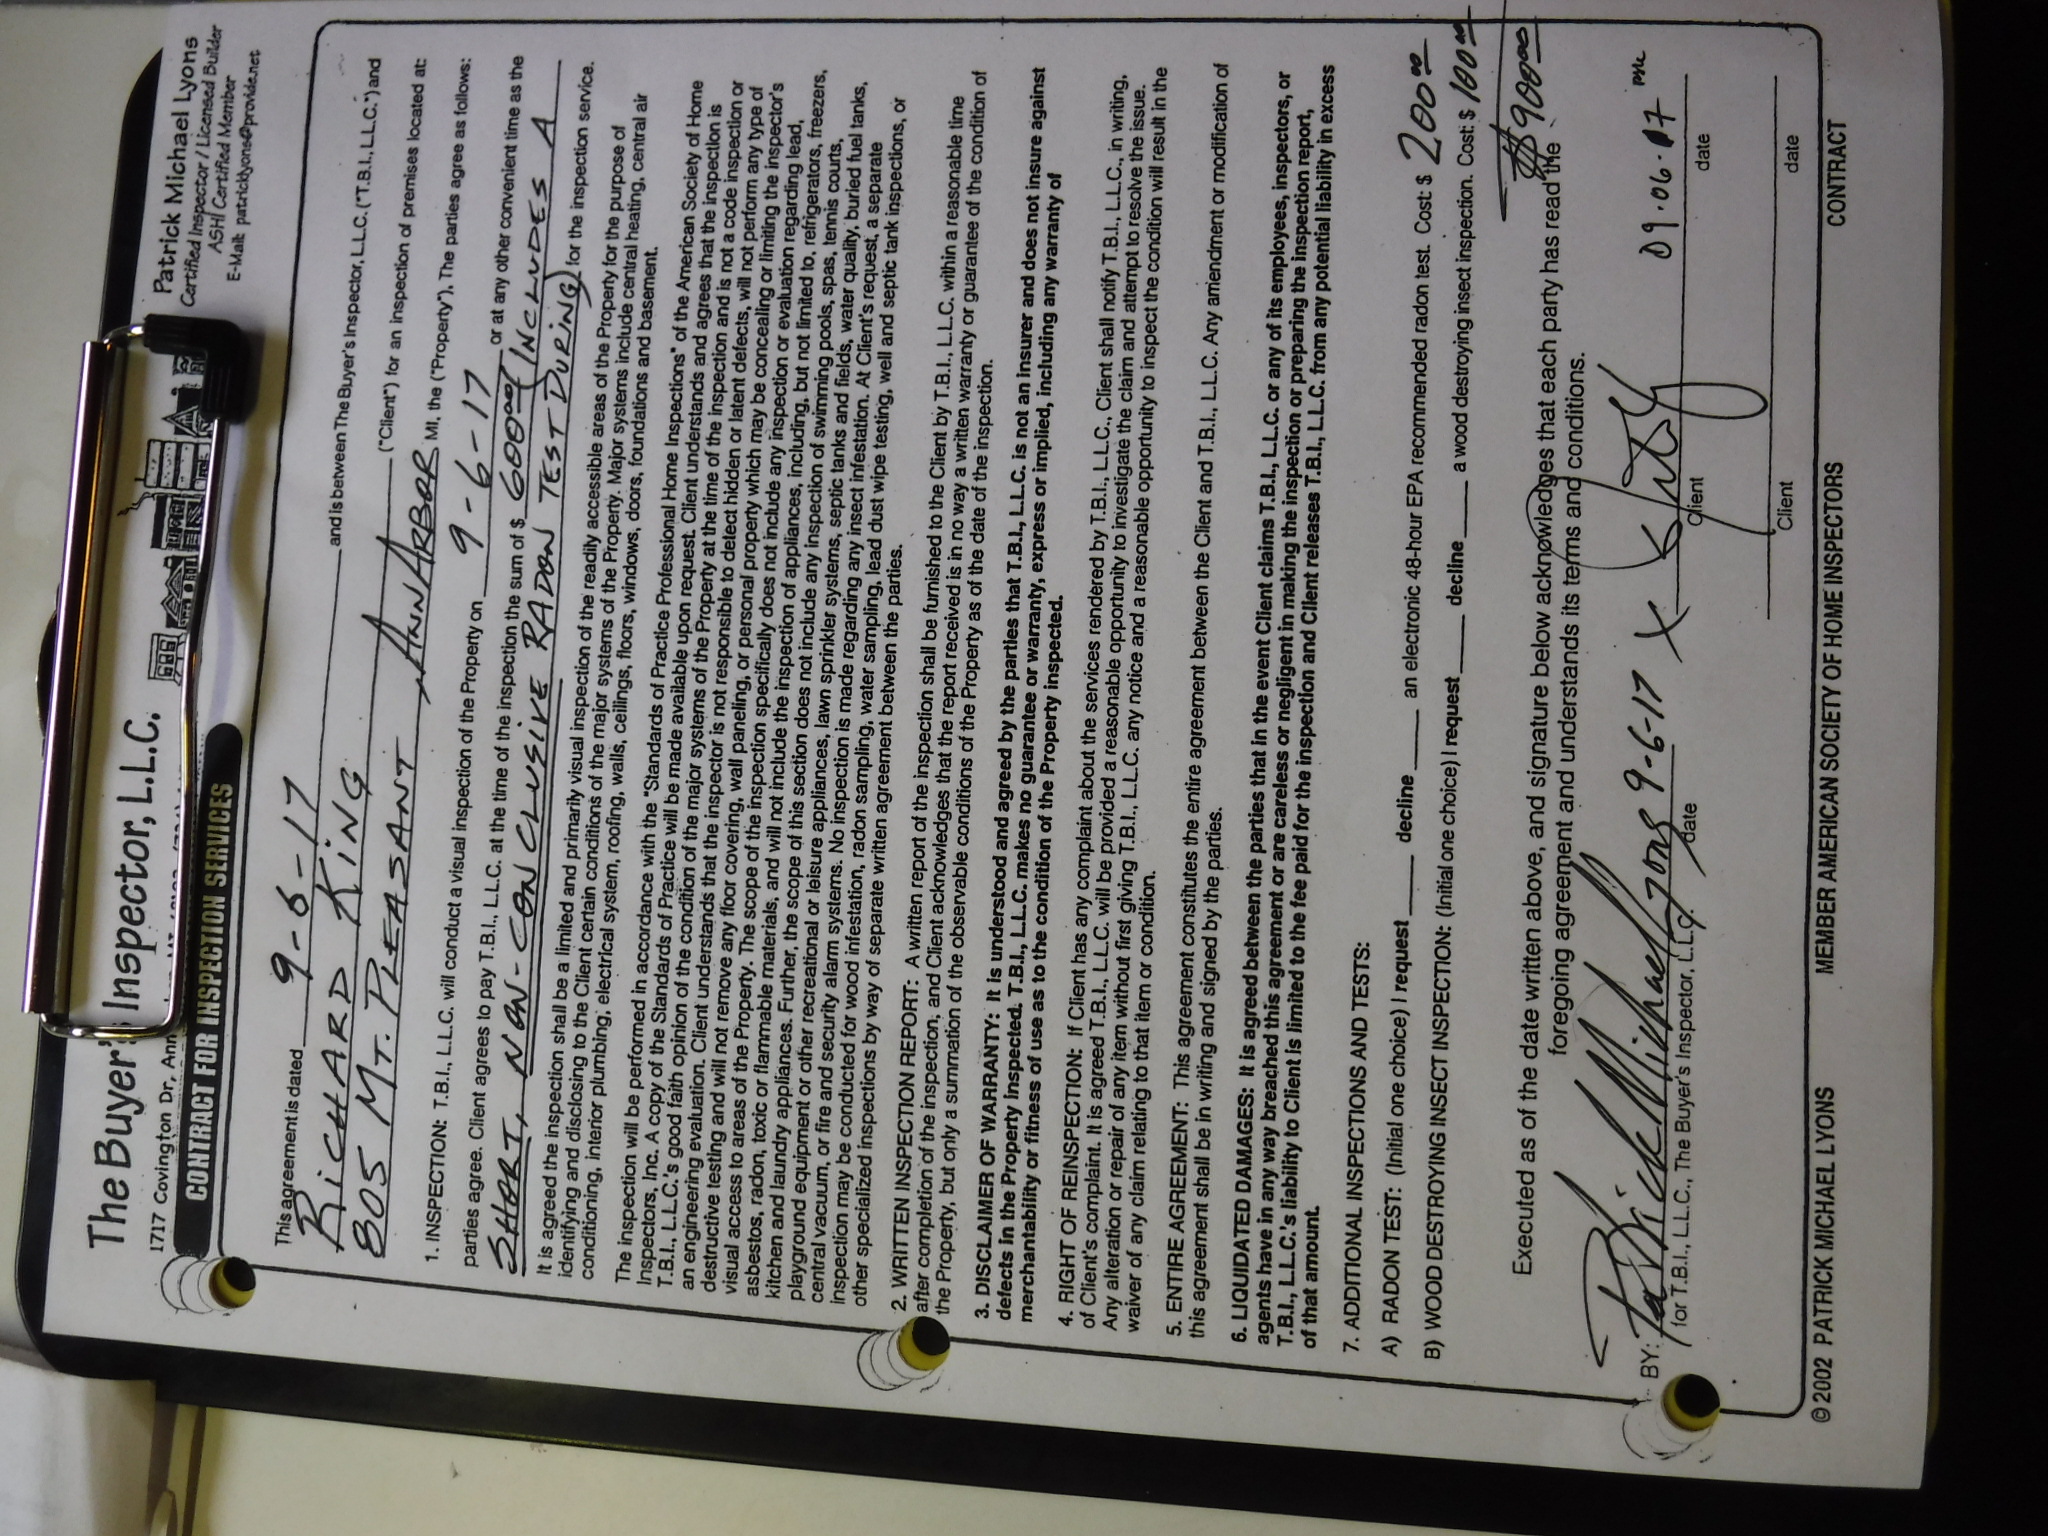 The Buyer's Inspector, L.L.C.
1717 Covington Dr. Ann
CONTRACT FOR INSPECTION SERVICES
Patrick Michael Lyons
Certified Inspector / Licensed Builder
ASHI Certified Member
E-Mail: patricklyons@provide.net
This agreement is dated 9-6-17 and is between The Buyer's Inspector, L.L.C. ("T.B.I., L.L.C.") and
RICHARD KING ("Client") for an inspection of premises located at:
805 MT. PLEASANT, ANN ARBOR MI, the ("Property"). The parties agree as follows:
1. INSPECTION: T.B.I., L.L.C. will conduct a visual inspection of the Property on 9-6-17 or at any other convenient time as the
parties agree. Client agrees to pay T.B.I., L.L.C. at the time of the inspection the sum of $ 600.00 (INCLUDES A
SHORT, NON-CONCLUSIVE RADON TEST DURING) for the inspection service.
It is agreed the inspection shall be a limited and primarily visual inspection of the readily accessible areas of the Property for the purpose of
identifying and disclosing to the Client certain conditions of the major systems of the Property. Major systems include central heating, central air
conditioning, interior plumbing, electrical system, roofing, walls, ceilings, floors, windows, doors, foundations and basement.
The inspection will be performed in accordance with the "Standards of Practice Professional Home Inspections" of the American Society of Home
Inspectors, Inc. A copy of the Standards of Practice will be made available upon request. Client understands and agrees that the inspection is
T.B.I., L.L.C.'s good faith opinion of the condition of the major systems of the Property at the time of the inspection and is not a code inspection or
an engineering evaluation. Client understands that the inspector is not responsible to detect hidden or latent defects, will not perform any type of
destructive testing and will not remove any floor covering, wall paneling, or personal property which may be concealing or limiting the inspector's
visual access to areas of the Property. The scope of the inspection specifically does not include any inspection or evaluation regarding lead,
asbestos, radon, toxic or flammable materials, and will not include the inspection of appliances, including, but not limited to, refrigerators, freezers,
kitchen and laundry appliances. Further, the scope of this section does not include any inspection of swimming pools, spas, tennis courts,
playground equipment or other recreational or leisure appliances, lawn sprinkler systems, septic tanks and fields, water quality, buried fuel tanks,
central vacuum, or fire and security alarm systems. No inspection is made regarding any insect infestation. At Client's request, a separate
inspection may be conducted for wood infestation, radon sampling, water sampling, lead dust wipe testing, well and septic tank inspections, or
other specialized inspections by way of separate written agreement between the parties.
2. WRITTEN INSPECTION REPORT: A written report of the inspection shall be furnished to the Client by T.B.I., L.L.C. within a reasonable time
after completion of the inspection, and Client acknowledges that the report received is in no way a written warranty or guarantee of the condition of
the Property, but only a summation of the observable conditions of the Property as of the date of the inspection.
3. DISCLAIMER OF WARRANTY: It is understood and agreed by the parties that T.B.I., L.L.C. is not an insurer and does not insure against
defects in the Property inspected. T.B.I., L.L.C. makes no guarantee or warranty, express or implied, including any warranty of
merchantability or fitness of use as to the condition of the Property inspected.
4. RIGHT OF REINSPECTION: If Client has any complaint about the services rendered by T.B.I., L.L.C., Client shall notify T.B.I., L.L.C., in writing,
of Client's complaint. It is agreed T.B.I., L.L.C. will be provided a reasonable opportunity to investigate the claim and attempt to resolve the issue.
Any alteration or repair of any item without first giving T.B.I., L.L.C. any notice and a reasonable opportunity to inspect the condition will result in the
waiver of any claim relating to that item or condition.
5. ENTIRE AGREEMENT: This agreement constitutes the entire agreement between the Client and T.B.I., L.L.C. Any amendment or modification of
this agreement shall be in writing and signed by the parties.
6. LIQUIDATED DAMAGES: It is agreed between the parties that in the event Client claims T.B.I., L.L.C. or any of its employees, inspectors, or
agents have in any way breached this agreement or are careless or negligent in making the inspection or preparing the inspection report,
T.B.I., L.L.C.'s liability to Client is limited to the fee paid for the inspection and Client releases T.B.I., L.L.C. from any potential liability in excess
of that amount.
7. ADDITIONAL INSPECTIONS AND TESTS:
A) RADON TEST: (Initial one choice) I request ____ decline ____ an electronic 48-hour EPA recommended radon test. Cost: $ 200.00
B) WOOD DESTROYING INSECT INSPECTION: (Initial one choice) I request ____ decline ____ a wood destroying insect inspection. Cost: $ 100.00
$900.00
Executed as of the date written above, and signature below acknowledges that each party has read the
foregoing agreement and understands its terms and conditions.
BY: Patrick Michael Lyons 9-6-17 X 09.06.17 PML
(for T.B.I., L.L.C., The Buyer's Inspector, L.L.C. date Client date
Client date
©2002 PATRICK MICHAEL LYONS MEMBER AMERICAN SOCIETY OF HOME INSPECTORS CONTRACT